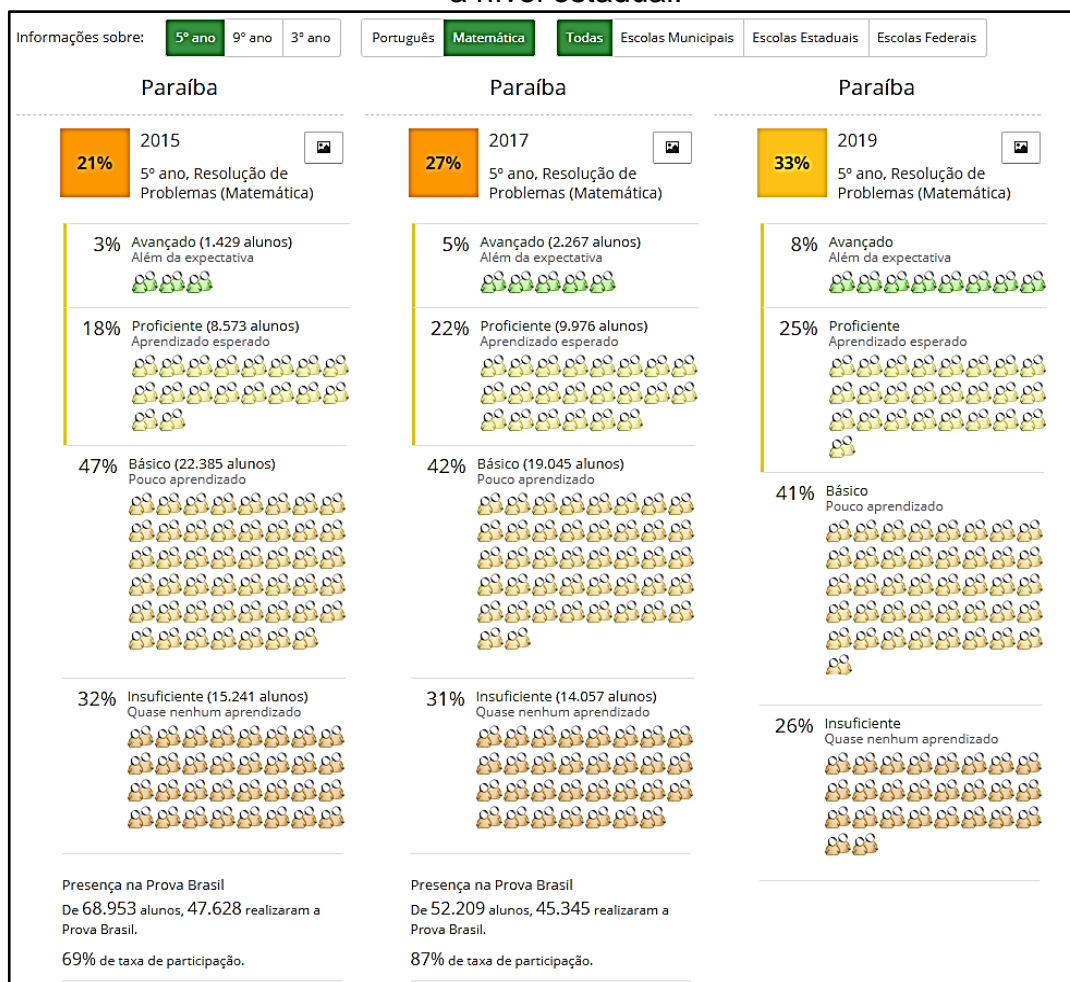 a nível estadual.
Informações sobre: 5º ano 9º ano 3º ano Português Matemática Todas Escolas Municipais Escolas Estaduais Escolas Federais
Paraíba
21%
2015
5º ano, Resolução de
Problemas (Matemática)
3% Avançado (1.429 alunos)
Além da expectativa
18% Proficiente (8.573 alunos)
Aprendizado esperado
47% Básico (22.385 alunos)
Pouco aprendizado
32% Insuficiente (15.241 alunos)
Quase nenhum aprendizado
Presença na Prova Brasil
De 68.953 alunos, 47.628 realizaram a
Prova Brasil.
69% de taxa de participação.
Paraíba
27%
2017
5º ano, Resolução de
Problemas (Matemática)
5% Avançado (2.267 alunos)
Além da expectativa
22% Proficiente (9.976 alunos)
Aprendizado esperado
42% Básico (19.045 alunos)
Pouco aprendizado
31% Insuficiente (14.057 alunos)
Quase nenhum aprendizado
Presença na Prova Brasil
De 52.209 alunos, 45.345 realizaram a
Prova Brasil.
87% de taxa de participação.
Paraíba
33%
2019
5º ano, Resolução de
Problemas (Matemática)
8% Avançado
Além da expectativa
25% Proficiente
Aprendizado esperado
41% Básico
Pouco aprendizado
26% Insuficiente
Quase nenhum aprendizado